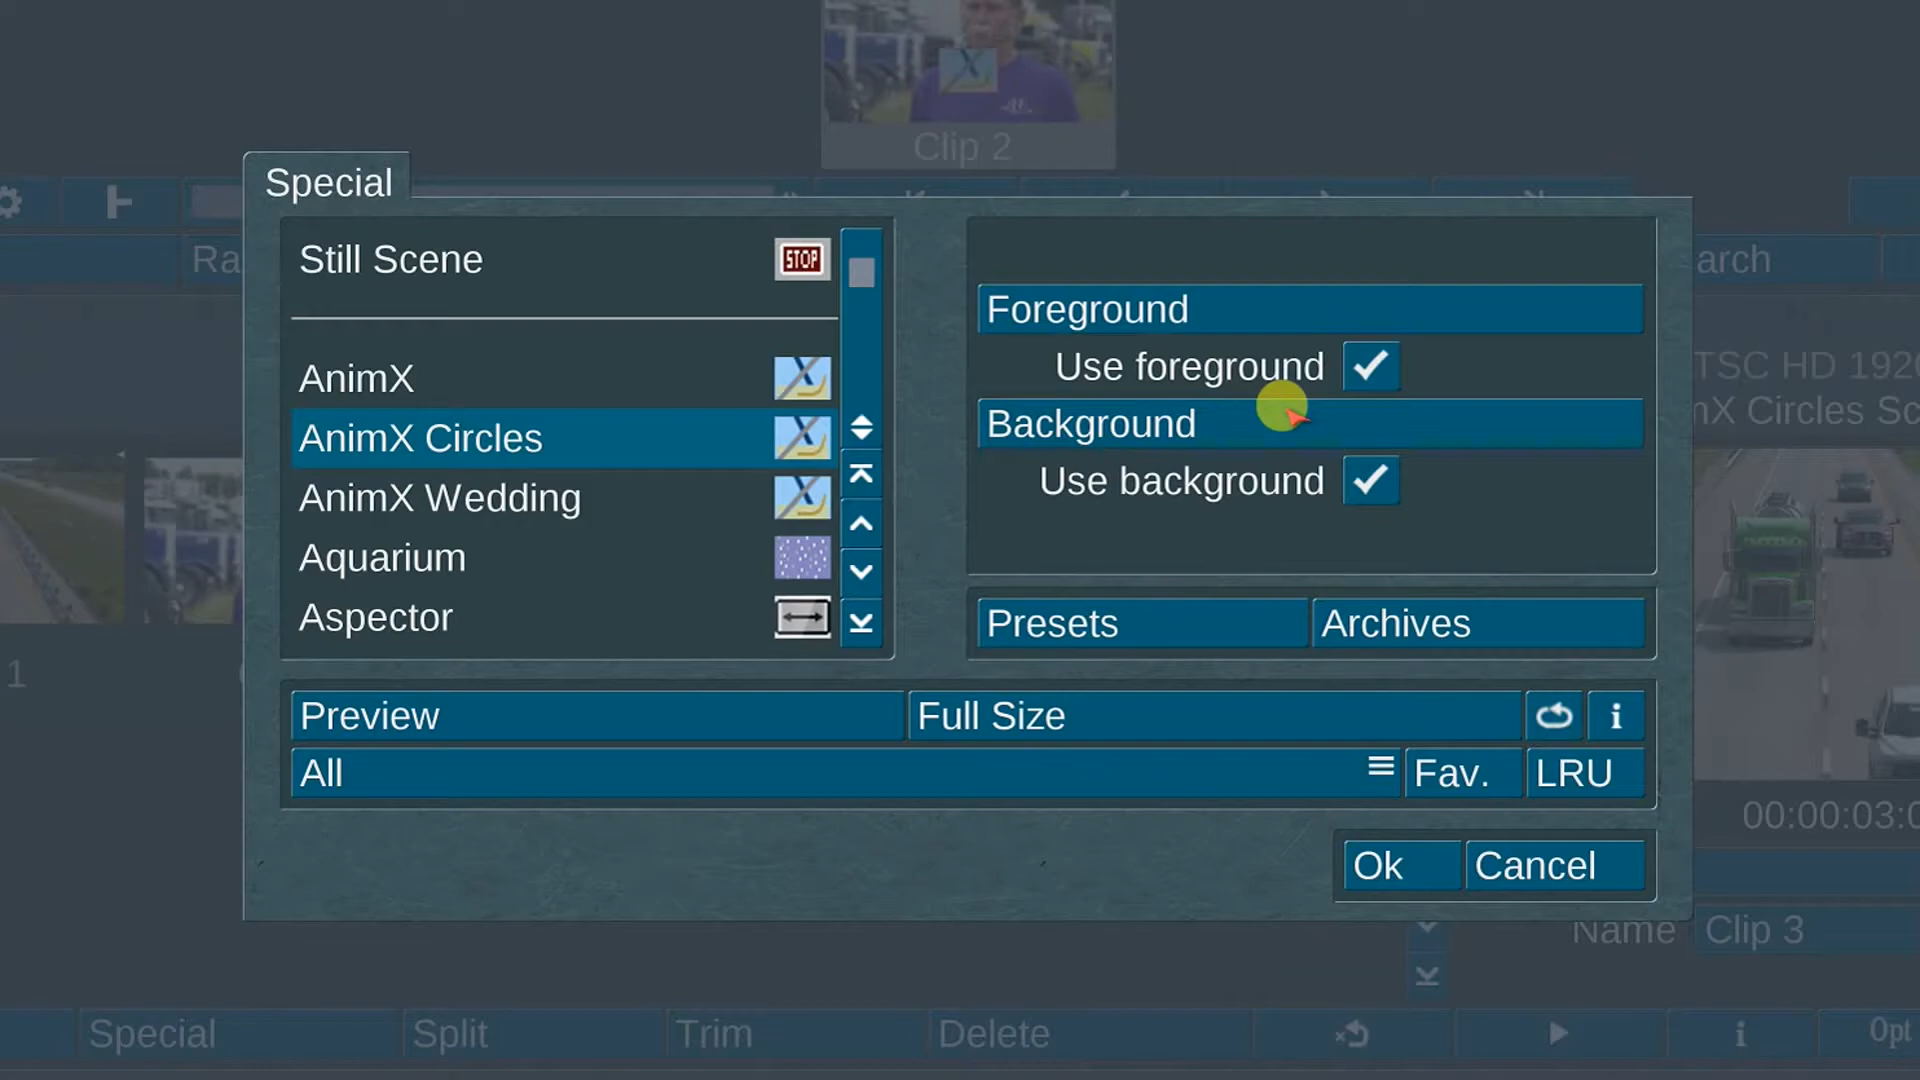 Clip 2
Special
Ra
arch
Still Scene
STOP
AnimX
AnimX Circles
AnimX Wedding
Aquarium
Aspector
Foreground
Use foreground
Background
Use background
TSC HD 192
X Circles Sc
Presets
Archives
1
Preview
Full Size
i
All
Fav.
LRU
00:00:03:0
Ok
Cancel
Name
Clip 3
Special
Split
Trim
Delete
i
Opt